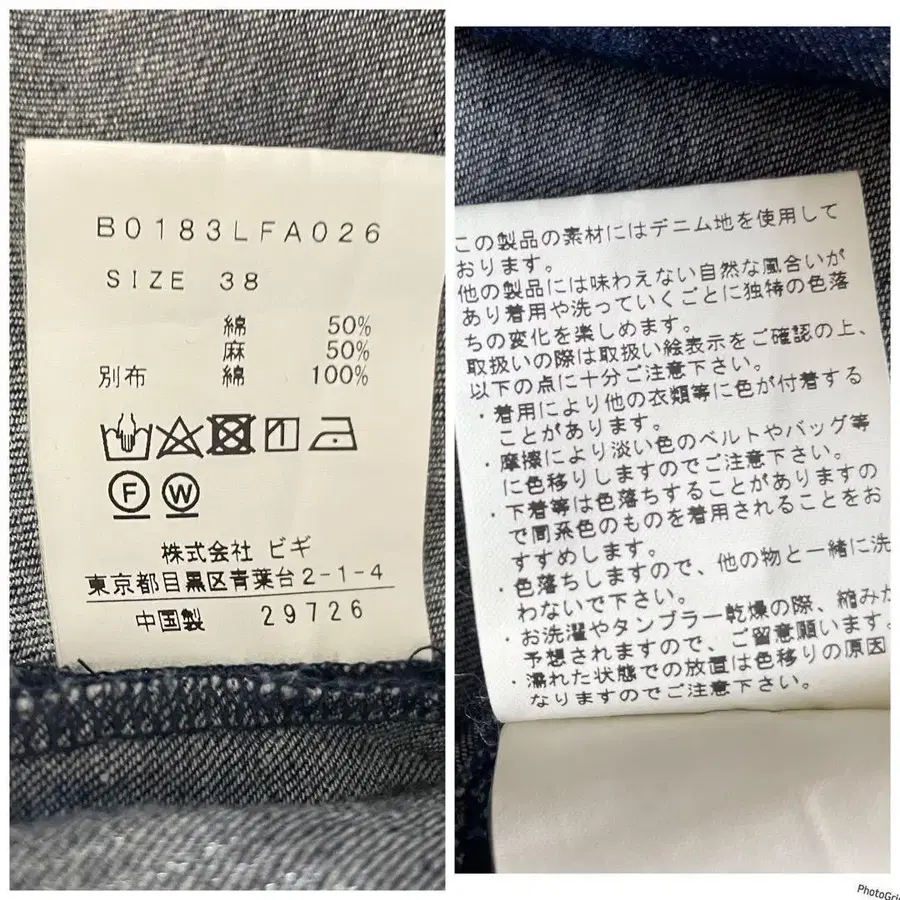 B0183LFA026
SIZE 38
綿 50%
麻 50%
別布 綿 100%
F W
株式会社 ビギ
東京都目黒区青葉台2-1-4
中国製 29726
この製品の素材にはデニム地を使用して
おります。
他の製品には味わえない自然な風合いが
あり着用や洗っていくごとに独特の色落
ちの変化を楽しめます。
取扱いの際は取扱い絵表示をご確認の上、
以下の点に十分ご注意下さい。
・着用により他の衣類等に色が付着する
ことがあります。
・摩擦により淡い色のベルトやバッグ等
に色移りしますのでご注意下さい。
・下着等は色落ちすることがありますの
で同系色のものを着用されることをお
すすめします。
・色落ちしますので、他の物と一緒に洗
わないで下さい。
・お洗濯やタンブラー乾燥の際、縮みが
予想されますので、ご留意願います。
・濡れた状態での放置は色移りの原因
なりますのでご注意下さい。